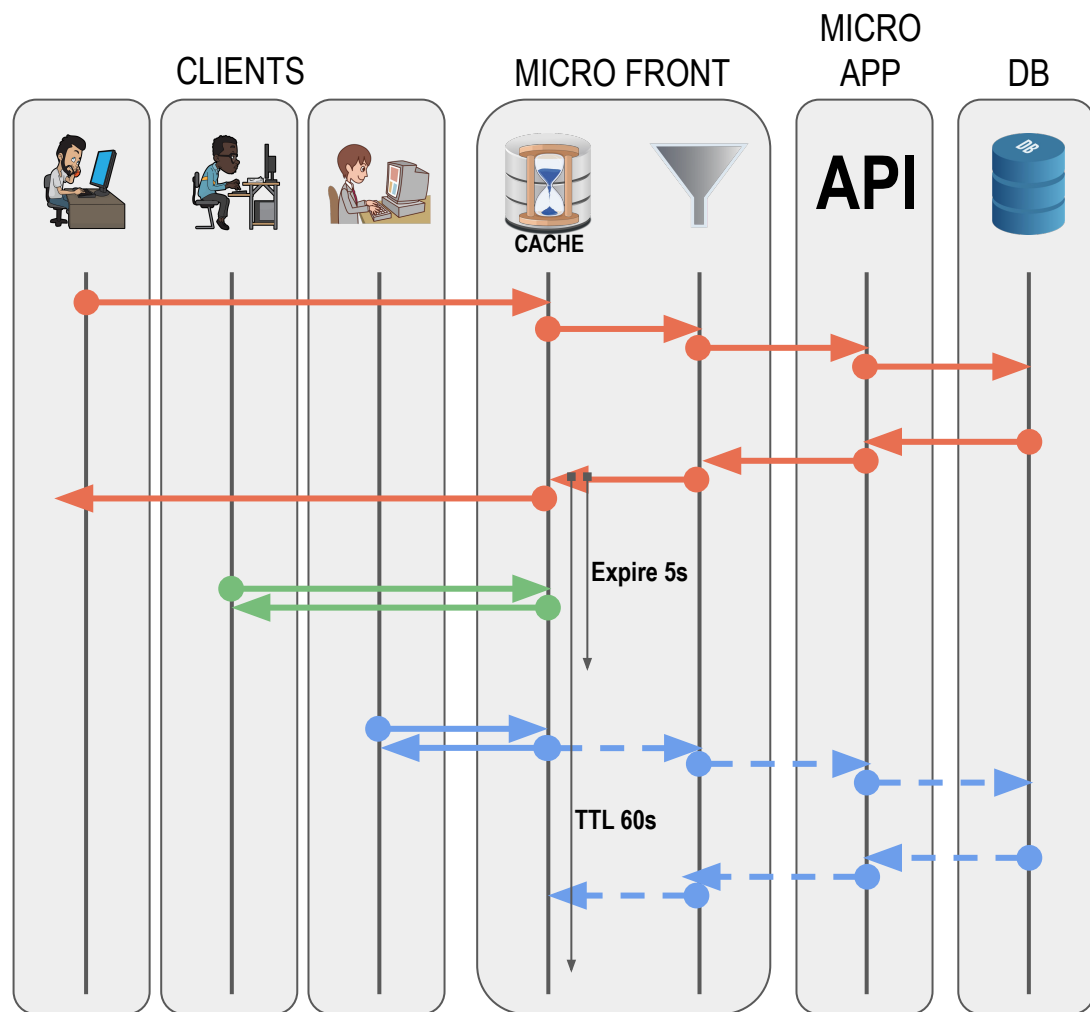 CLIENTS
MICRO FRONT
MICRO
APP
DB
CACHE
API
DB
Expire 5s
TTL 60s